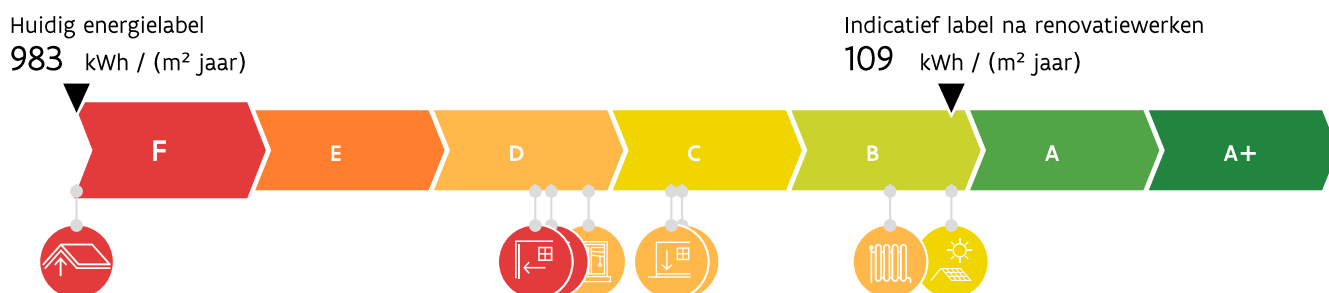 Huidig energielabel
983 kWh / (m² jaar)
Indicatief label na renovatiewerken
109 kWh / (m² jaar)
F E D C B A A+